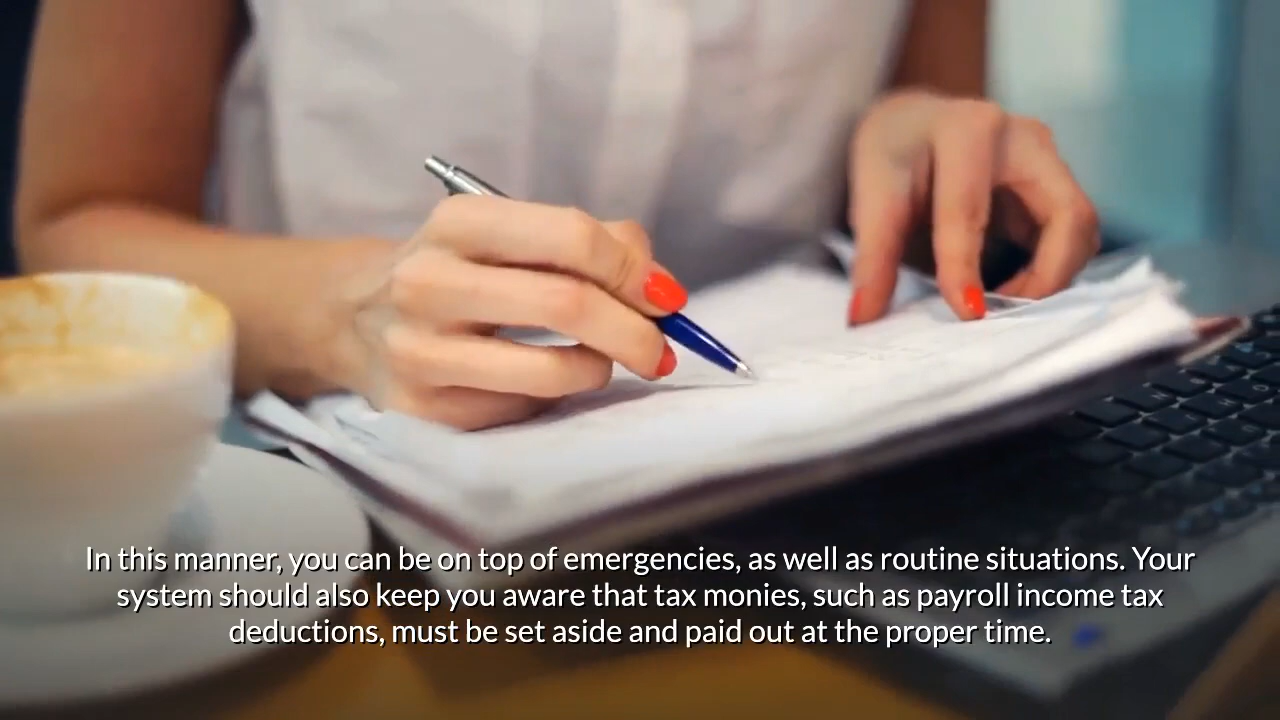 In this manner, you can be on top of emergencies, as well as routine situations. Your
system should also keep you aware that tax monies, such as payroll income tax
deductions, must be set aside and paid out at the proper time.